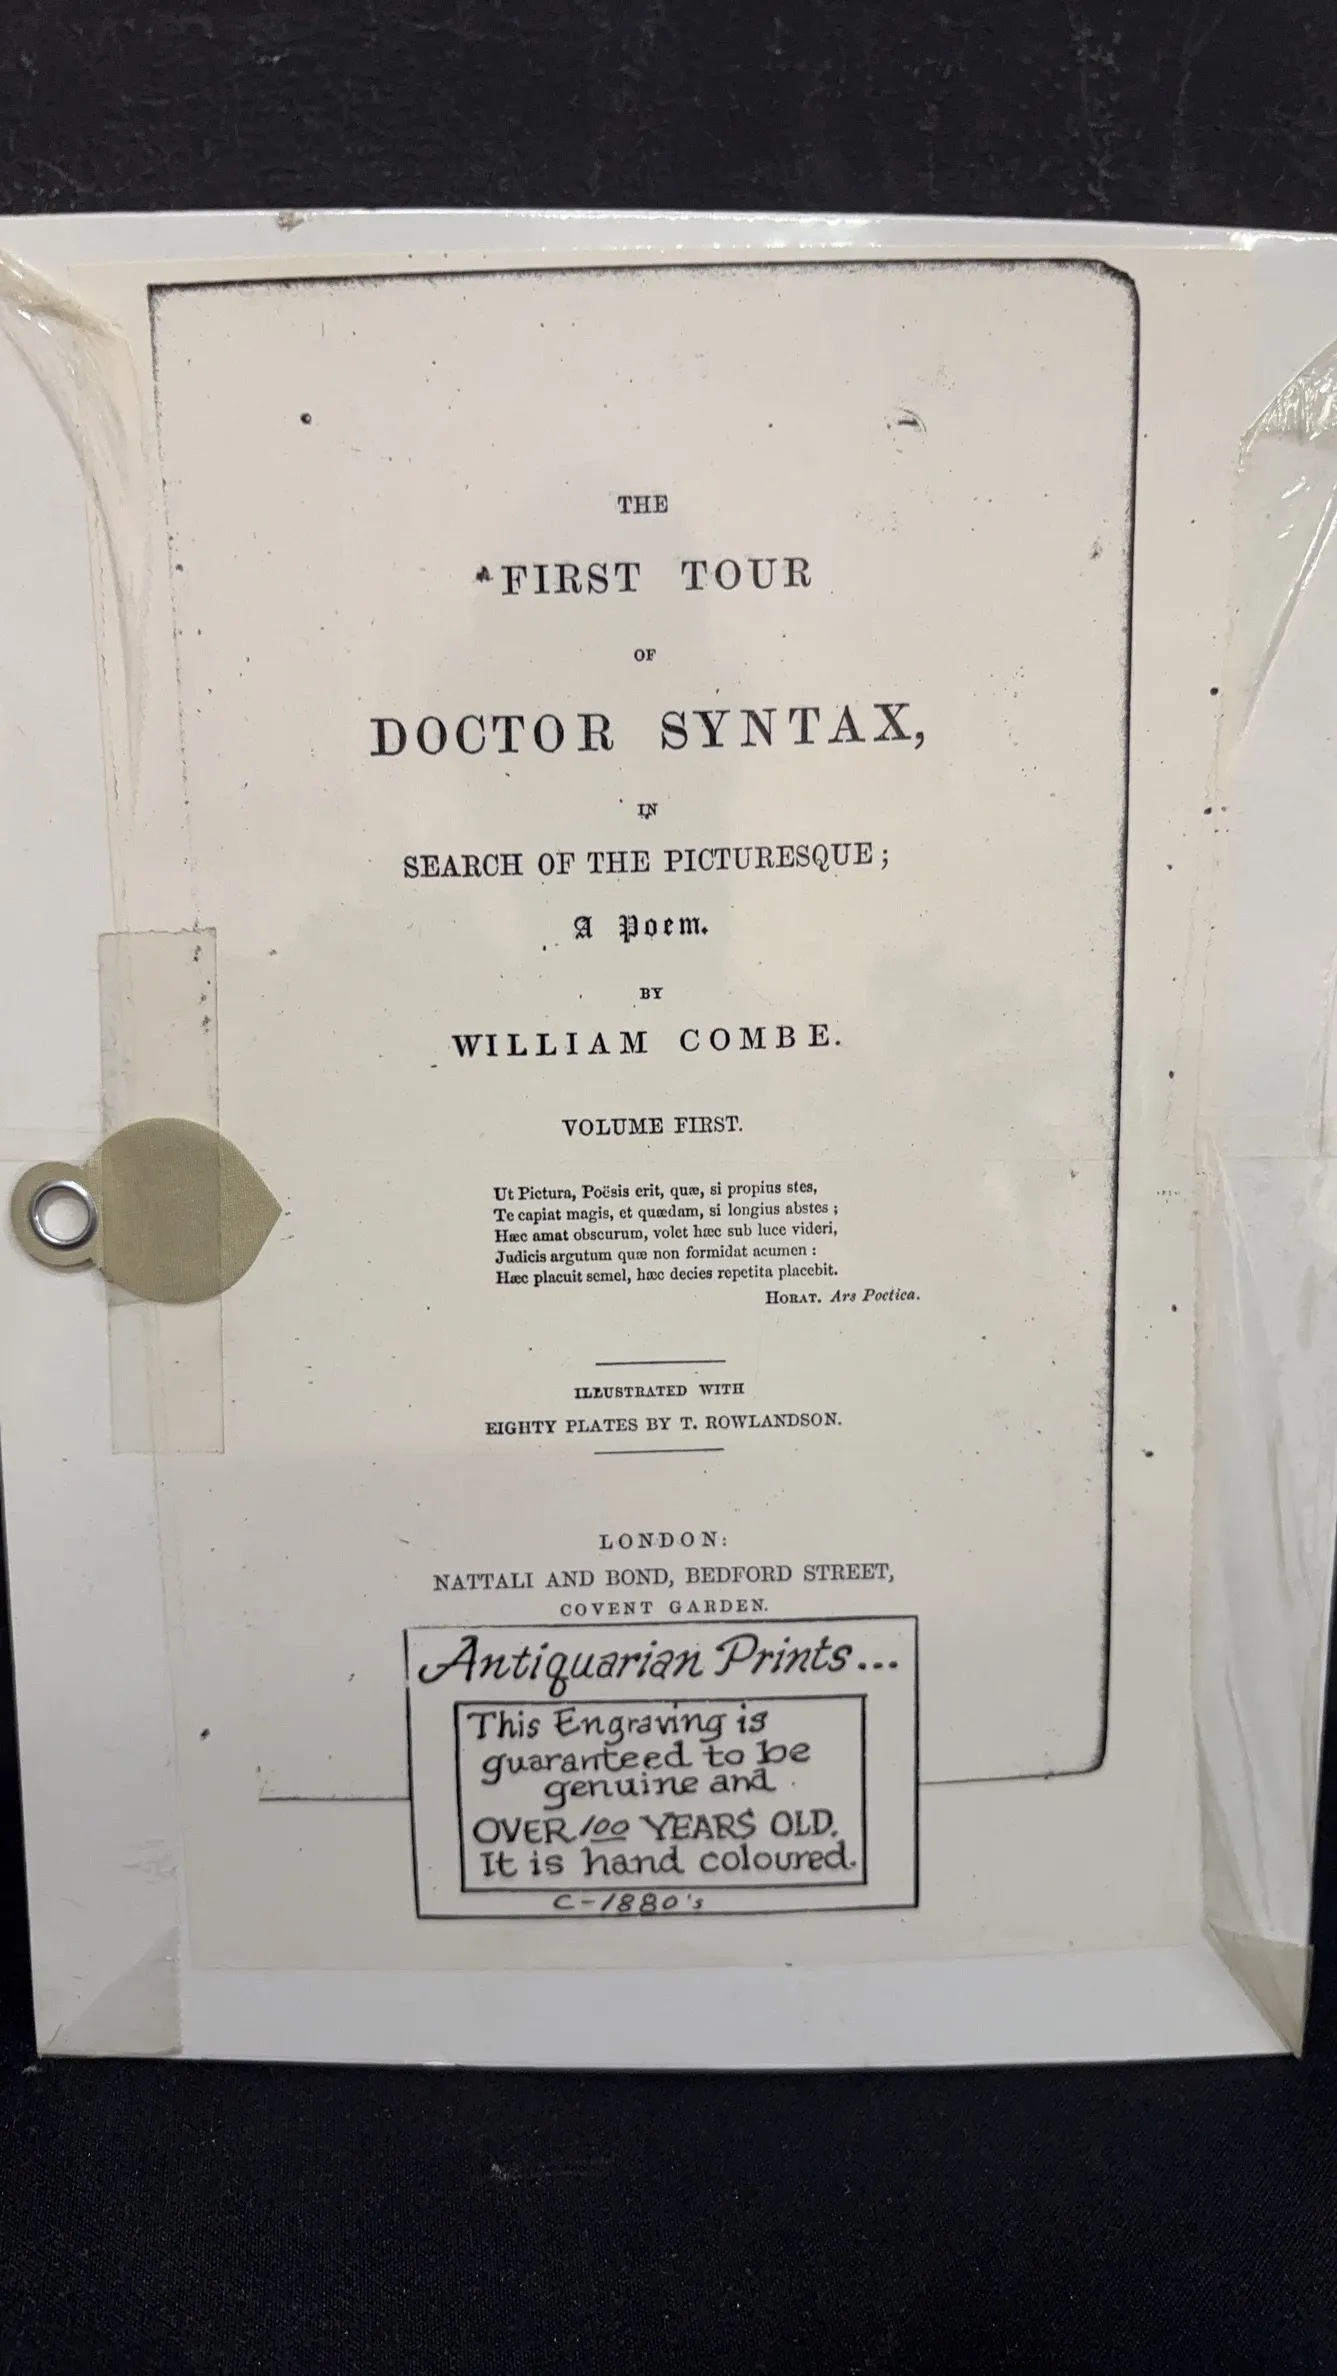 THE
FIRST TOUR
OF
DOCTOR SYNTAX,
IN
SEARCH OF THE PICTURESQUE;
A Poem.
BY
WILLIAM COMBE.
VOLUME FIRST.
Ut Pictura, Poësis erit, quæ, si propius stes,
Te capiat magis, et quædam, si longius abstes;
Hæc amat obscurum, volet hæc sub luce videri,
Judicis argutum quæ non formidat acumen:
Hæc placuit semel, hæc decies repetita placebit.
HORAT. Ars Poetica.
ILLUSTRATED WITH
EIGHTY PLATES BY T. ROWLANDSON.
LONDON:
NATTALI AND BOND, BEDFORD STREET,
COVENT GARDEN.
Antiquarian Prints...
This Engraving is
guaranteed to be
genuine and
OVER 100 YEARS OLD.
It is hand coloured.
C-1880's